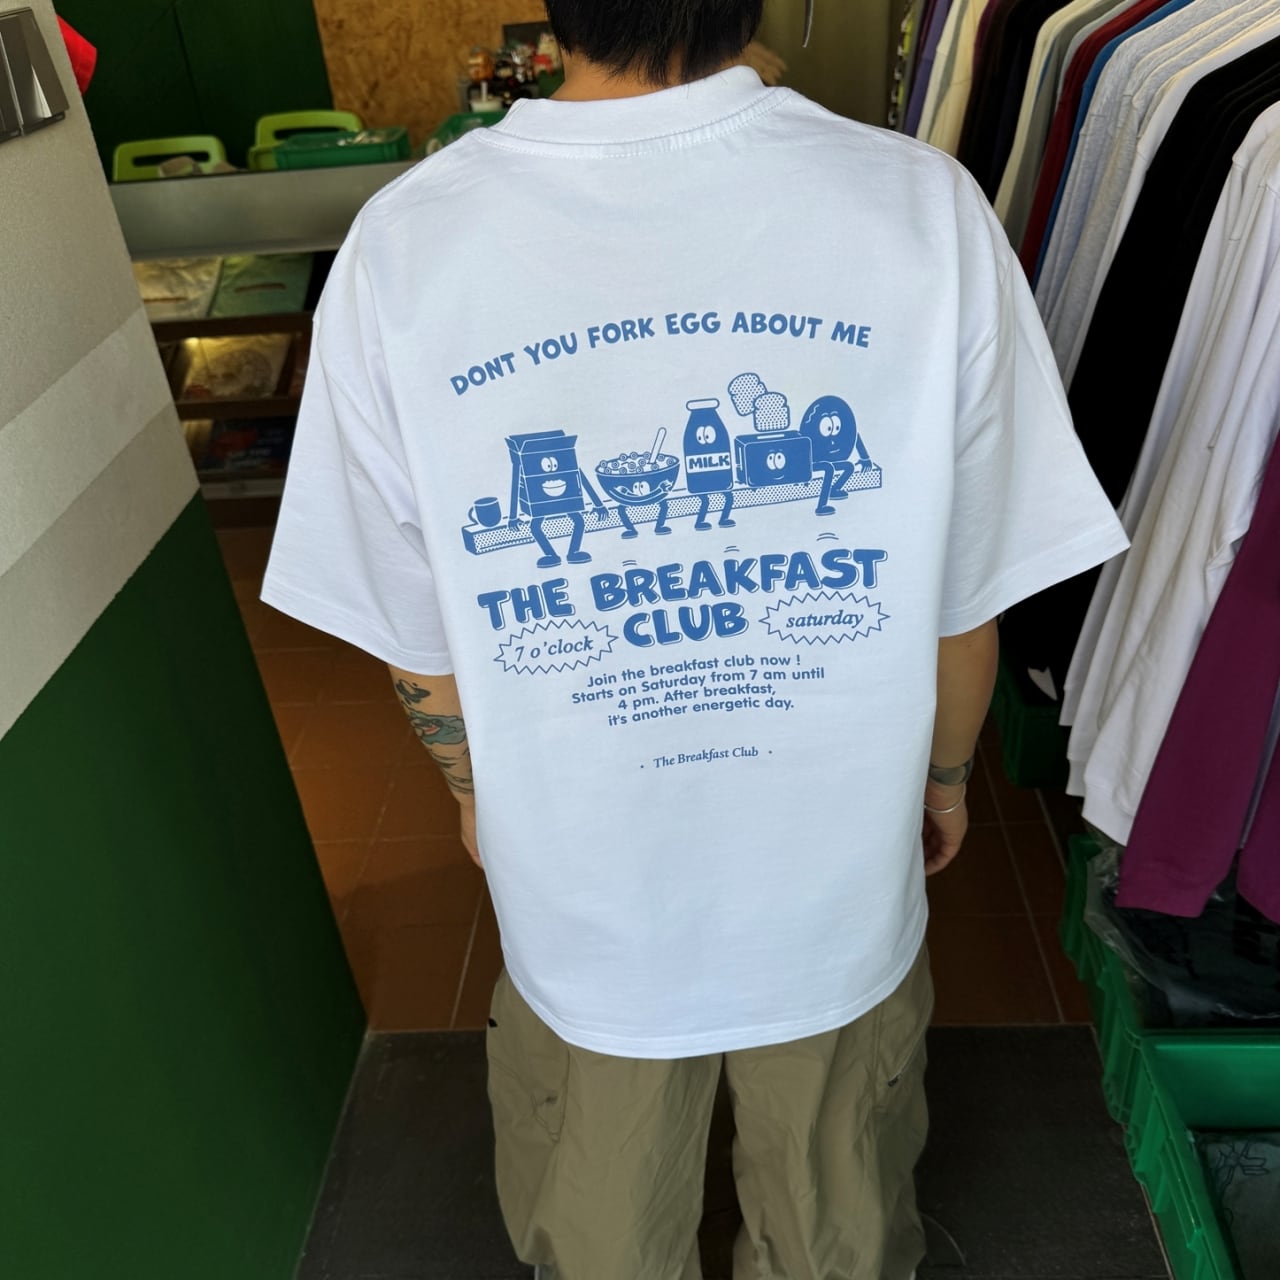 DONT YOU FORK EGG ABOUT ME
MILK
THE BREAKFAST
CLUB
7 o'clock
saturday
Join the breakfast club now !
Starts on Saturday from 7 am until
4 pm. After breakfast,
it's another energetic day.
· The Breakfast Club ·